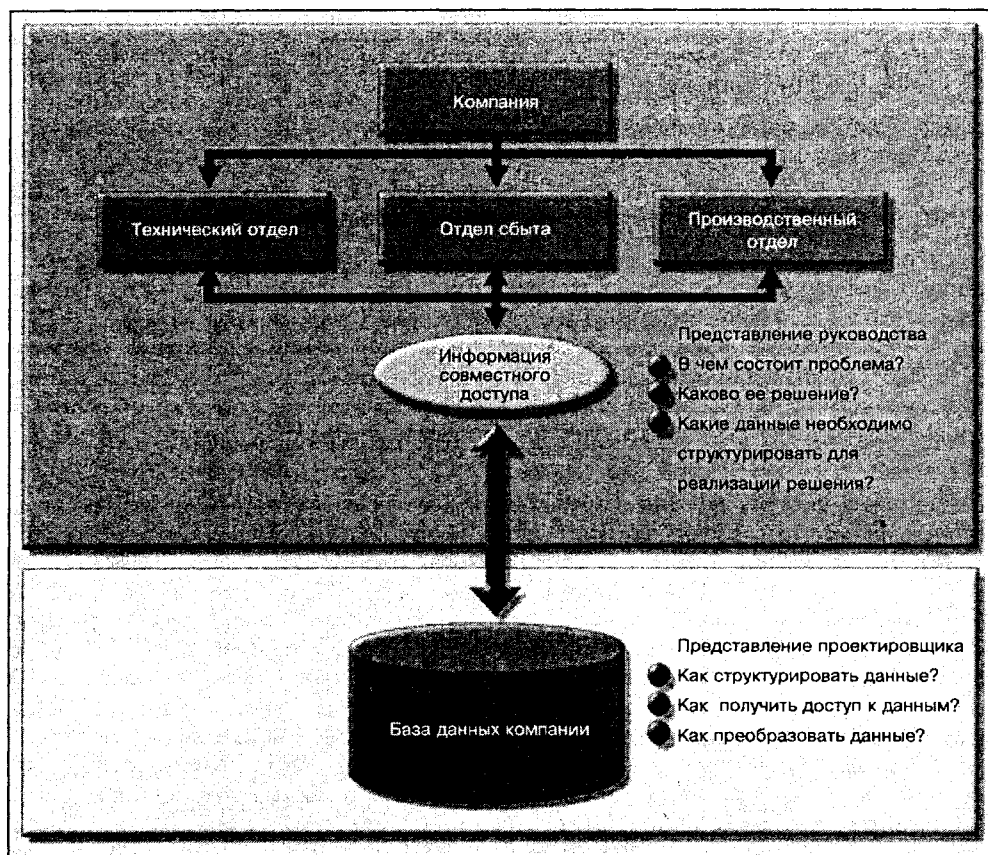 Компания
Технический отдел
Отдел сбыта
Производственный
отдел
Информация
совместного
доступа
Представление руководства
В чем состоит проблема?
Каково ее решение?
Какие данные необходимо
структурировать для
реализации решения?
База данных компании
Представление проектировщика
Как структурировать данные?
Как получить доступ к данным?
Как преобразовать данные?